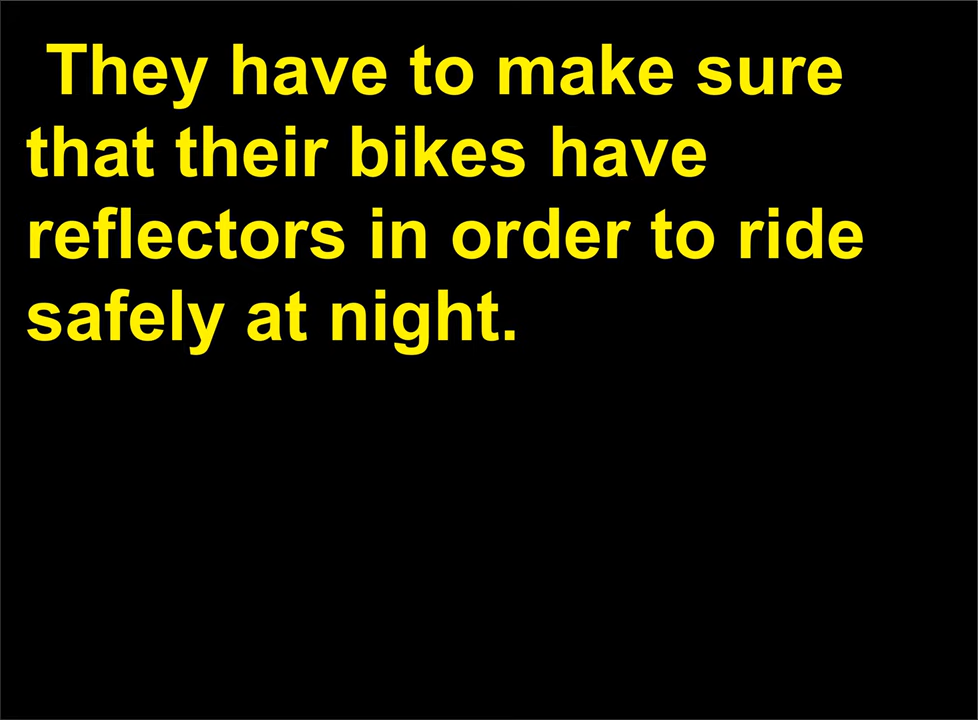 They have to make sure
that their bikes have
reflectors in order to ride
safely at night.